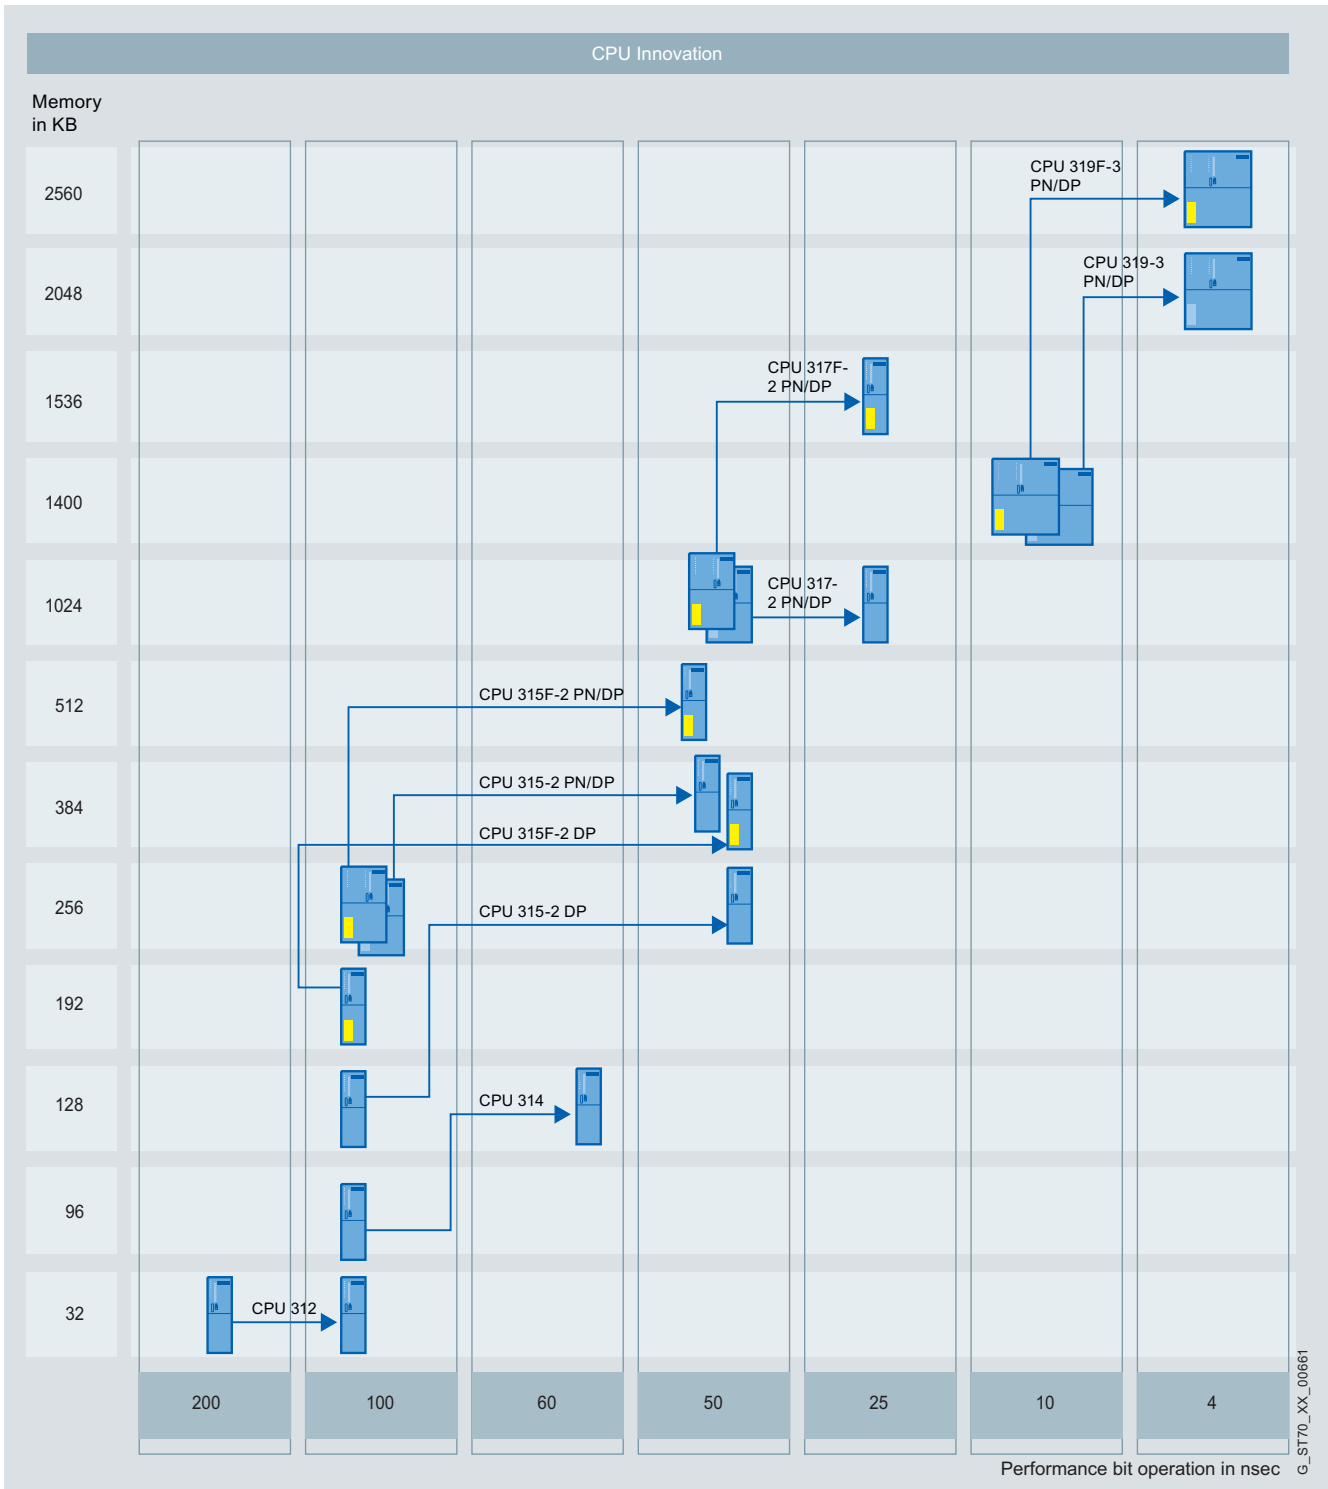 CPU Innovation
Memory
in KB
2560
CPU 319F-3
PN/DP
2048
CPU 319-3
PN/DP
1536
CPU 317F-
2 PN/DP
1400
1024
CPU 317-
2 PN/DP
512
CPU 315F-2 PN/DP
384
CPU 315-2 PN/DP
CPU 315F-2 DP
256
CPU 315-2 DP
192
128
CPU 314
96
32
CPU 312
200
100
60
50
25
10
4
Performance bit operation in nsec
G_ST70_XX_00661